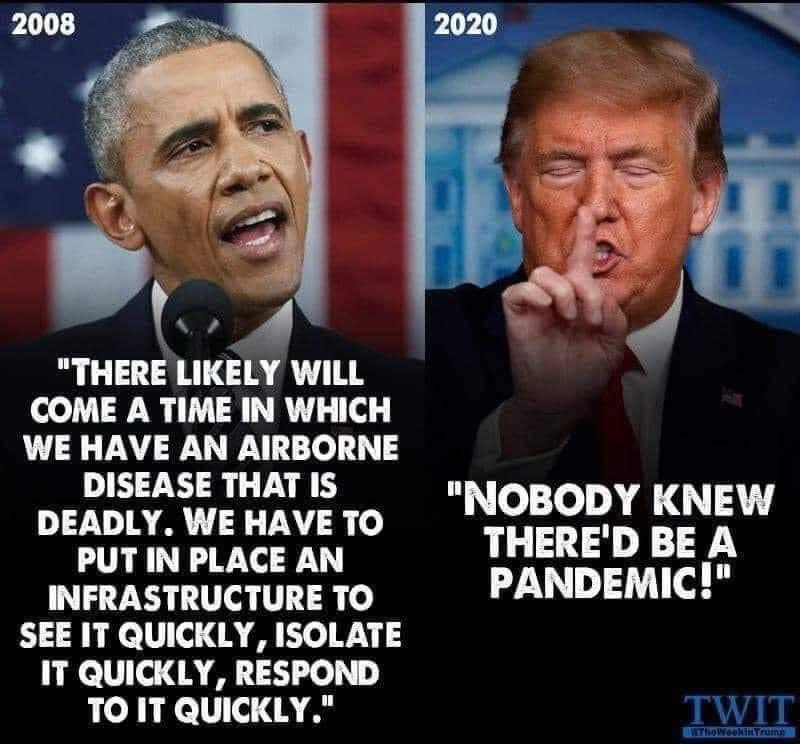 2008
"THERE LIKELY WILL
COME A TIME IN WHICH
WE HAVE AN AIRBORNE
DISEASE THAT IS
DEADLY. WE HAVE TO
PUT IN PLACE AN
INFRASTRUCTURE TO
SEE IT QUICKLY, ISOLATE
IT QUICKLY, RESPOND
TO IT QUICKLY."
2020
"NOBODY KNEW
THERE'D BE A
PANDEMIC!"
TWIT
@TheWeekInTrump